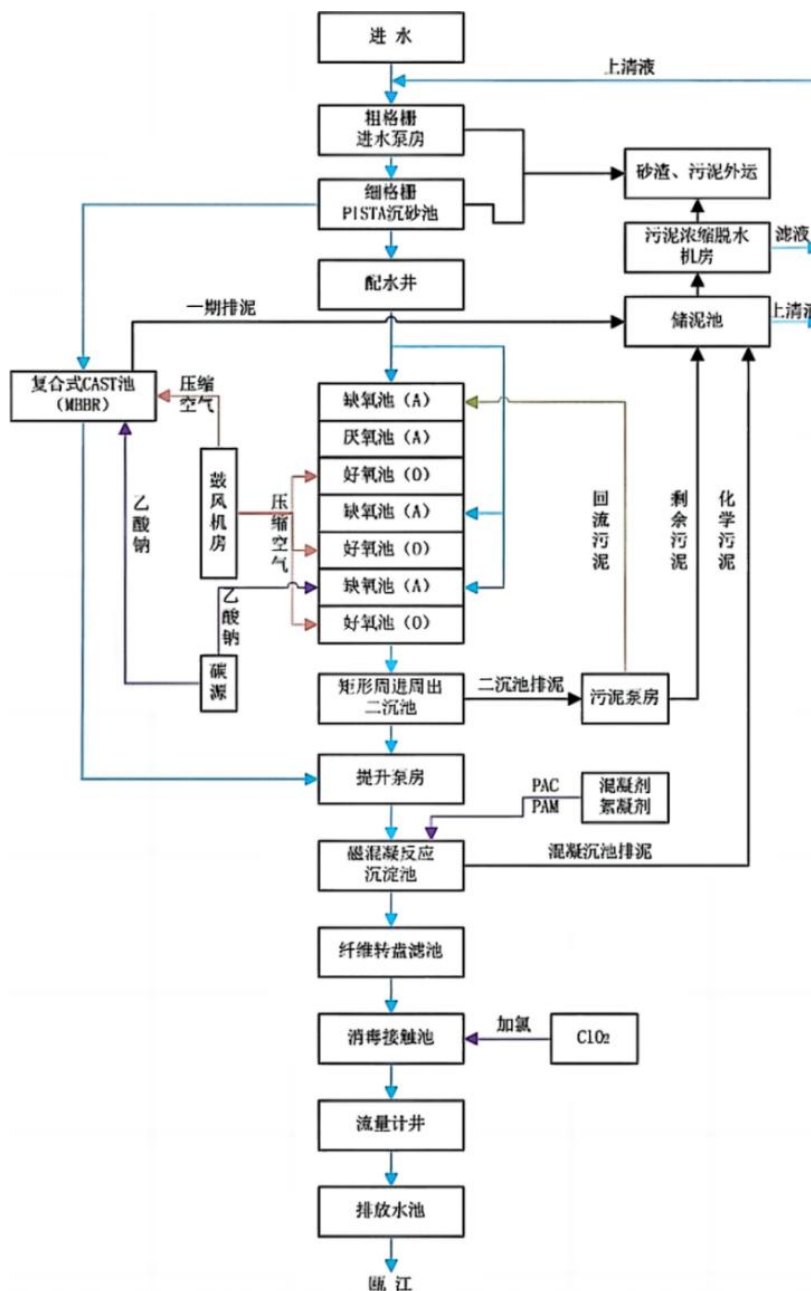 进 水
上清液
粗格栅
进水泵房
砂渣、污泥外运
细格栅
PISTA沉砂池
污泥浓缩脱水
机房
滤液
配水井
一期排泥
储泥池
上清液
复合式CAST池
(MBBR)
压缩
空气
缺氧池(A)
厌氧池(A)
好氧池(O)
缺氧池(A)
好氧池(O)
缺氧池(A)
好氧池(O)
鼓风机房
压缩空气
乙酸钠
乙酸钠
碳源
回流污泥
剩余污泥
化学污泥
矩形周进周出
二沉池
二沉池排泥
污泥泵房
提升泵房
PAC
PAM
混凝剂
絮凝剂
磁混凝反应
沉淀池
混凝沉池排泥
纤维转盘滤池
消毒接触池
加氯
ClO₂
流量计井
排放水池
瓯 江